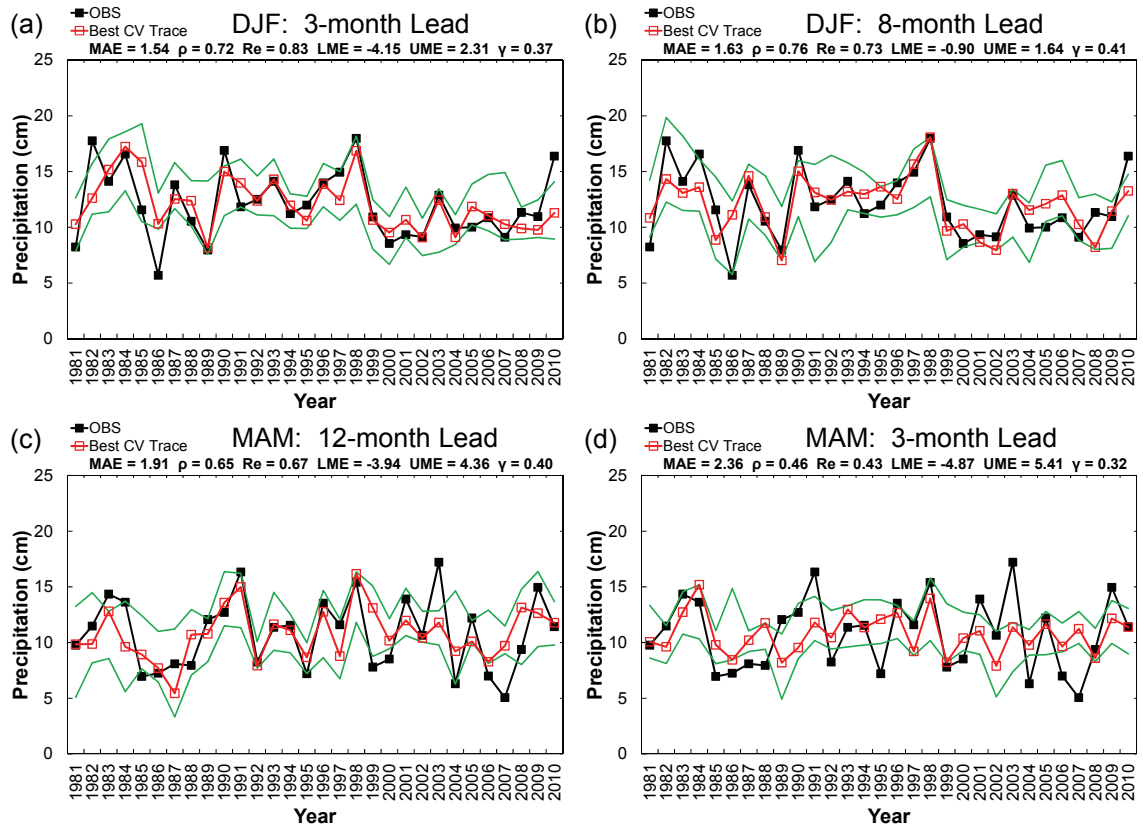 (a)
OBS
Best CV Trace
DJF: 3-month Lead
MAE = 1.54 ρ = 0.72 Re = 0.83 LME = -4.15 UME = 2.31 γ = 0.37
Precipitation (cm)
25
20
15
10
5
0
1981 1982 1983 1984 1985 1986 1987 1988 1989 1990 1991 1992 1993 1994 1995 1996 1997 1998 1999 2000 2001 2002 2003 2004 2005 2006 2007 2008 2009 2010
Year
(b)
OBS
Best CV Trace
DJF: 8-month Lead
MAE = 1.63 ρ = 0.76 Re = 0.73 LME = -0.90 UME = 1.64 γ = 0.41
Precipitation (cm)
25
20
15
10
5
0
1981 1982 1983 1984 1985 1986 1987 1988 1989 1990 1991 1992 1993 1994 1995 1996 1997 1998 1999 2000 2001 2002 2003 2004 2005 2006 2007 2008 2009 2010
Year
(c)
OBS
Best CV Trace
MAM: 12-month Lead
MAE = 1.91 ρ = 0.65 Re = 0.67 LME = -3.94 UME = 4.36 γ = 0.40
Precipitation (cm)
25
20
15
10
5
0
1981 1982 1983 1984 1985 1986 1987 1988 1989 1990 1991 1992 1993 1994 1995 1996 1997 1998 1999 2000 2001 2002 2003 2004 2005 2006 2007 2008 2009 2010
Year
(d)
OBS
Best CV Trace
MAM: 3-month Lead
MAE = 2.36 ρ = 0.46 Re = 0.43 LME = -4.87 UME = 5.41 γ = 0.32
Precipitation (cm)
25
20
15
10
5
0
1981 1982 1983 1984 1985 1986 1987 1988 1989 1990 1991 1992 1993 1994 1995 1996 1997 1998 1999 2000 2001 2002 2003 2004 2005 2006 2007 2008 2009 2010
Year